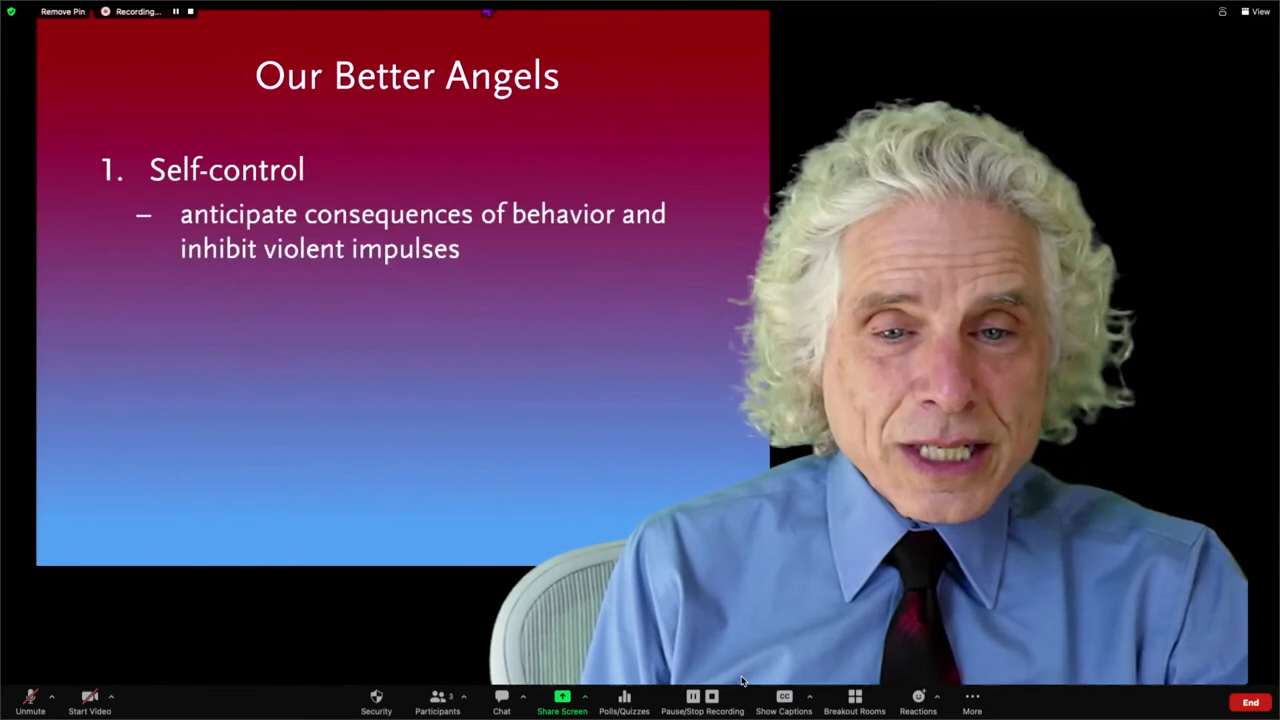 Remove Pin
Recording...
View
Our Better Angels
1. Self-control
– anticipate consequences of behavior and
inhibit violent impulses
Unmute
Start Video
Security
Participants
3
Chat
Share Screen
Polls/Quizzes
Pause/Stop Recording
CC
Show Captions
Breakout Rooms
Reactions
More
End